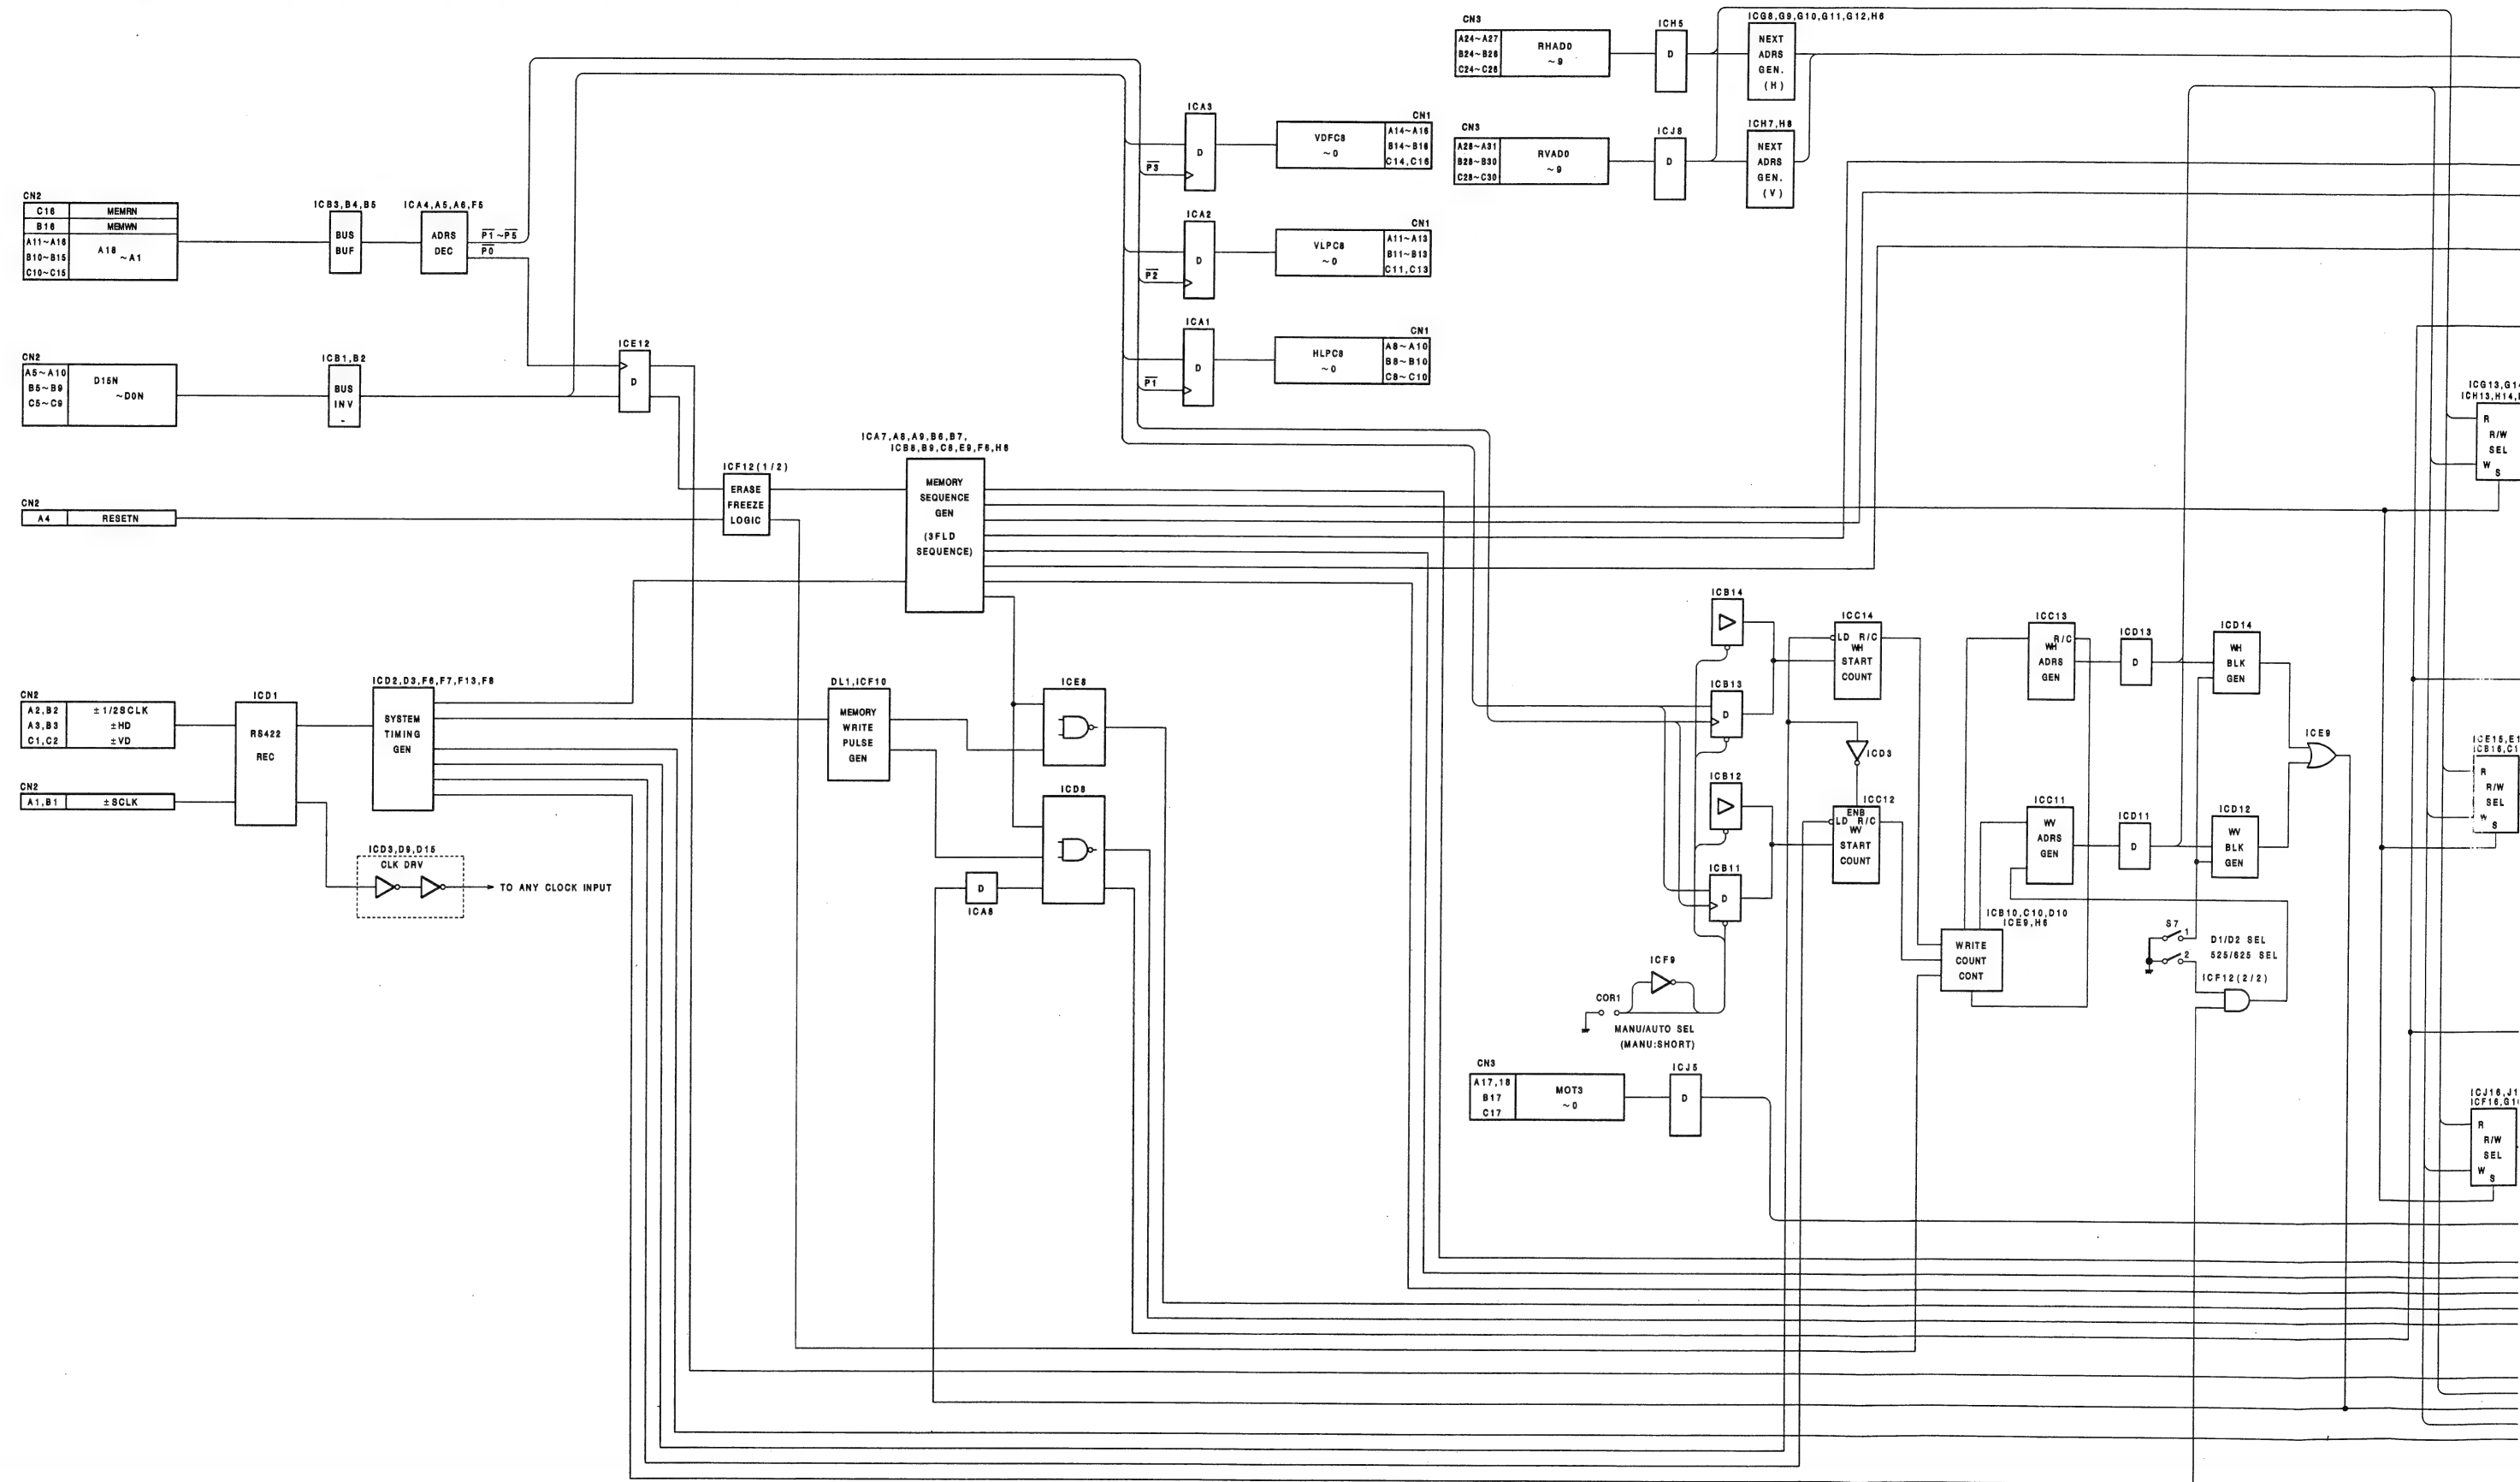 CN2
C16 MEMRN
B16 MEMWN
A11~A16
B10~B15
C10~C15
A18
~A1
ICB3,B4,B5
BUS
BUF
ICA4,A5,A6,F5
ADRS
DEC
P1~P5
P0
CN2
A5~A10
B5~B9
C5~C9
D15N
~D0N
ICB1,B2
BUS
INV
ICE12
D
CN2
A4 RESETN
ICF12(1/2)
ERASE
FREEZE
LOGIC
ICA7,A8,A9,B6,B7,
ICB8,B9,C8,E9,F5,H6
MEMORY
SEQUENCE
GEN
(3FLD
SEQUENCE)
CN2
A2,B2 ±1/2SCLK
A3,B3 ±HD
C1,C2 ±VD
CN2
A1,B1 ±SCLK
ICD1
RS422
REC
ICD2,D3,F6,F7,F13,F8
SYSTEM
TIMING
GEN
ICD3,D9,D15
CLK DRV
TO ANY CLOCK INPUT
DL1,ICF10
MEMORY
WRITE
PULSE
GEN
ICE8
ICD8
D
ICA8
ICA3
D
P3
CN1
VDFC8
~0
A14~A16
B14~B16
C14,C16
ICA2
D
P2
CN1
VLPC8
~0
A11~A13
B11~B13
C11,C13
ICA1
D
P1
CN1
HLPC8
~0
A8~A10
B8~B10
C8~C10
CN3
A24~A27
B24~B26
C24~C26
RHAD0
~9
ICH5
D
ICG8,G9,G10,G11,G12,H6
NEXT
ADRS
GEN.
(H)
CN3
A28~A31
B28~B30
C28~C30
RVAD0
~9
ICJ8
D
ICH7,H8
NEXT
ADRS
GEN.
(V)
ICB14
ICB13
D
ICB12
ICB11
D
ICC14
LD R/C
WH
START
COUNT
ICD3
ICC12
ENB
LD R/C
WV
START
COUNT
ICF9
COR1
MANU/AUTO SEL
(MANU:SHORT)
CN3
A17,18
B17
C17
MOT3
~0
ICJ5
D
ICC13
R/C
WH
ADRS
GEN
ICD13
D
ICD14
WH
BLK
GEN
ICC11
WV
ADRS
GEN
ICD11
D
ICD12
WV
BLK
GEN
ICE9
ICB10,C10,D10
ICE9,H6
WRITE
COUNT
CONT
S7
1
2
D1/D2 SEL
525/625 SEL
ICF12(2/2)
ICG13,G14
ICH13,H14,
R
R/W
SEL
W
S
ICE15,E1
ICB16,C1
R
R/W
SEL
W
S
ICJ16,J1
ICF16,G1
R
R/W
SEL
W
S